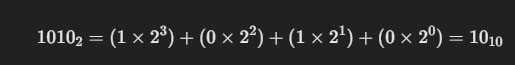 1010₂ = (1 × 2³) + (0 × 2²) + (1 × 2¹) + (0 × 2⁰) = 10₁₀